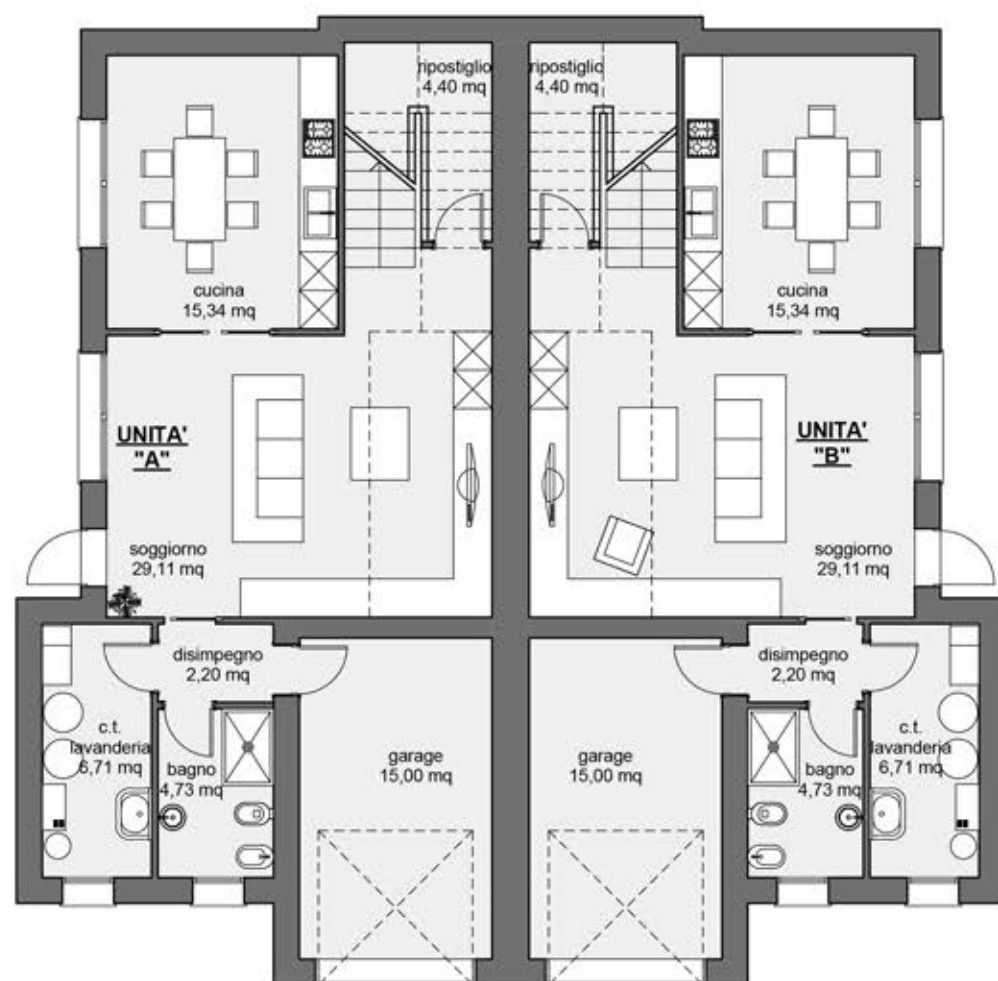 ripostiglio
4,40 mq
ripostiglio
4,40 mq
cucina
15,34 mq
cucina
15,34 mq
UNITA'
"A"
UNITA'
"B"
soggiorno
29,11 mq
soggiorno
29,11 mq
disimpegno
2,20 mq
disimpegno
2,20 mq
c.t.
lavanderia
6,71 mq
bagno
4,73 mq
garage
15,00 mq
garage
15,00 mq
bagno
4,73 mq
c.t.
lavanderia
6,71 mq